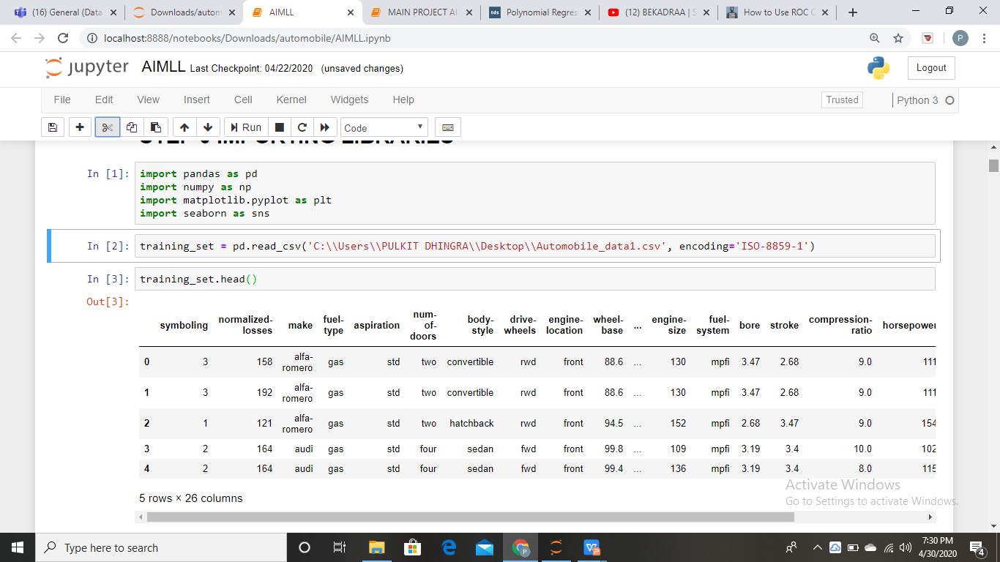 (16) General (Data
Downloads/autom
AIMLL
MAIN PROJECT AI
tds Polynomial Regres
(12) BEKADRAA | S
How to Use ROC C
localhost:8888/notebooks/Downloads/automobile/AIMLL.ipynb
P
jupyter AIMLL Last Checkpoint: 04/22/2020 (unsaved changes)
Logout
File Edit View Insert Cell Kernel Widgets Help
Trusted
Python 3
Run
Code
IMPORTING LIBRARIES
In [1]: import pandas as pd
import numpy as np
import matplotlib.pyplot as plt
import seaborn as sns
In [2]: training_set = pd.read_csv('C:\\Users\\PULKIT DHINGRA\\Desktop\\Automobile_data1.csv', encoding='ISO-8859-1')
In [3]: training_set.head()
Out[3]:
symboling normalized-losses make fuel-type aspiration num-of-doors body-style drive-wheels engine-location wheel-base ... engine-size fuel-system bore stroke compression-ratio horsepower
0 3 158 alfa-romero gas std two convertible rwd front 88.6 ... 130 mpfi 3.47 2.68 9.0 111
1 3 192 alfa-romero gas std two convertible rwd front 88.6 ... 130 mpfi 3.47 2.68 9.0 111
2 1 121 alfa-romero gas std two hatchback rwd front 94.5 ... 152 mpfi 2.68 3.47 9.0 154
3 2 164 audi gas std four sedan fwd front 99.8 ... 109 mpfi 3.19 3.4 10.0 102
4 2 164 audi gas std four sedan fwd front 99.4 ... 136 mpfi 3.19 3.4 8.0 115
5 rows × 26 columns
Activate Windows
Go to Settings to activate Windows.
Type here to search
7:30 PM
4/30/2020
4